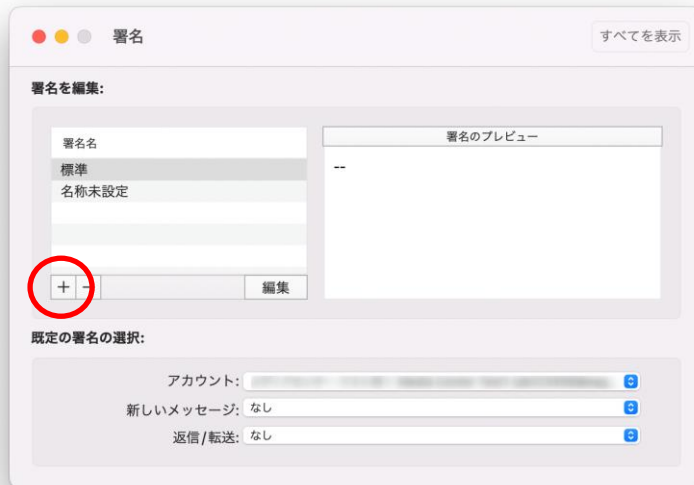 署名
すべてを表示
署名を編集:
署名名
標準
名称未設定
+ -
編集
署名のプレビュー
--
既定の署名の選択:
アカウント:
新しいメッセージ: なし
返信/転送: なし